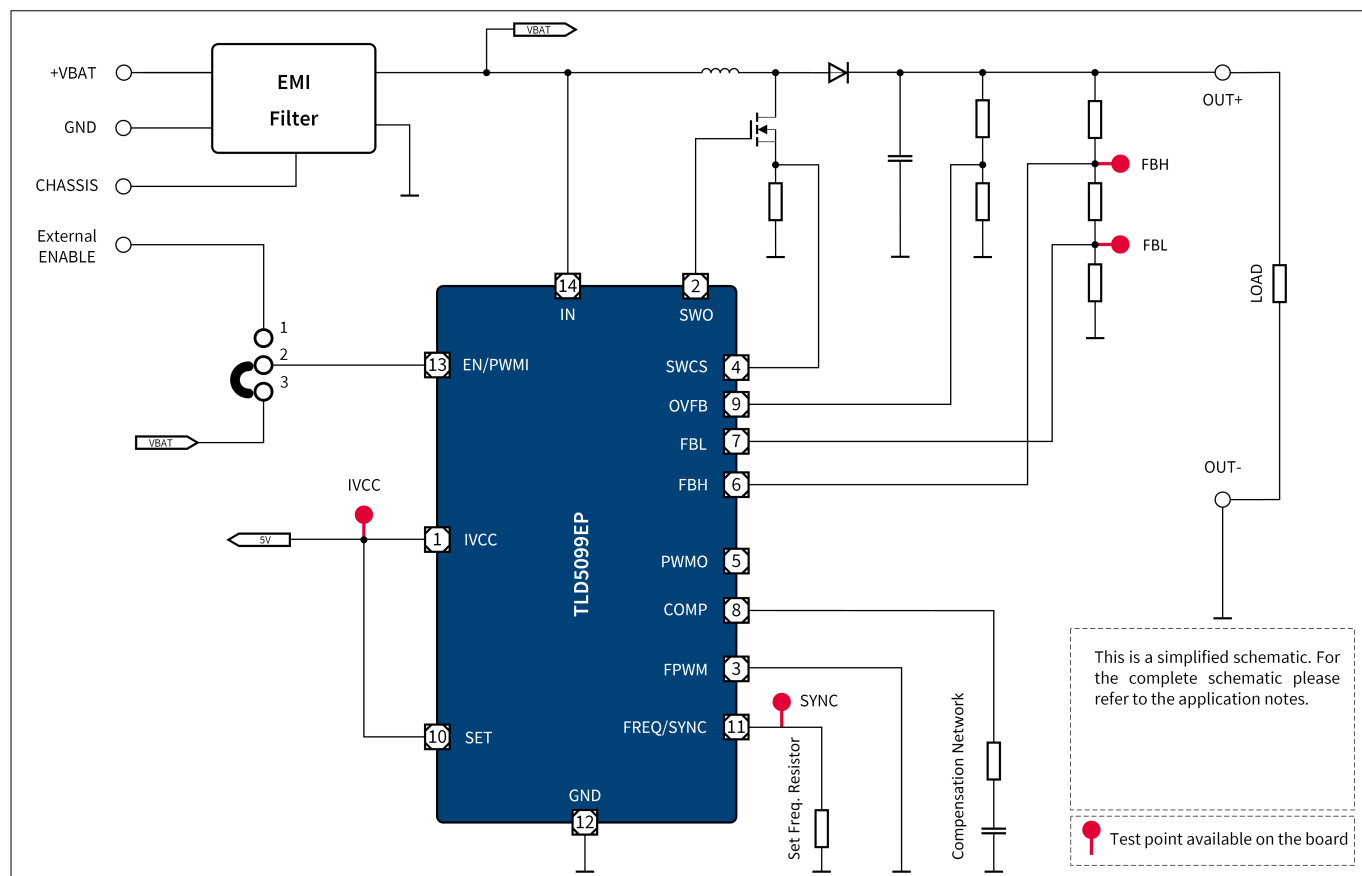 VBAT
+VBAT
EMI
Filter
OUT+
GND
FBH
CHASSIS
External
ENABLE
FBL
LOAD
14
2
IN
SWO
1
2
3
13
EN/PWMI
SWCS
4
OVFB
9
VBAT
FBL
7
FBH
6
OUT-
IVCC
5V
1
IVCC
TLD5099EP
PWMO
5
COMP
8
FPWM
3
SYNC
FREQ/SYNC
11
10
SET
Set Freq. Resistor
Compensation Network
GND
12
This is a simplified schematic. For
the complete schematic please
refer to the application notes.
Test point available on the board